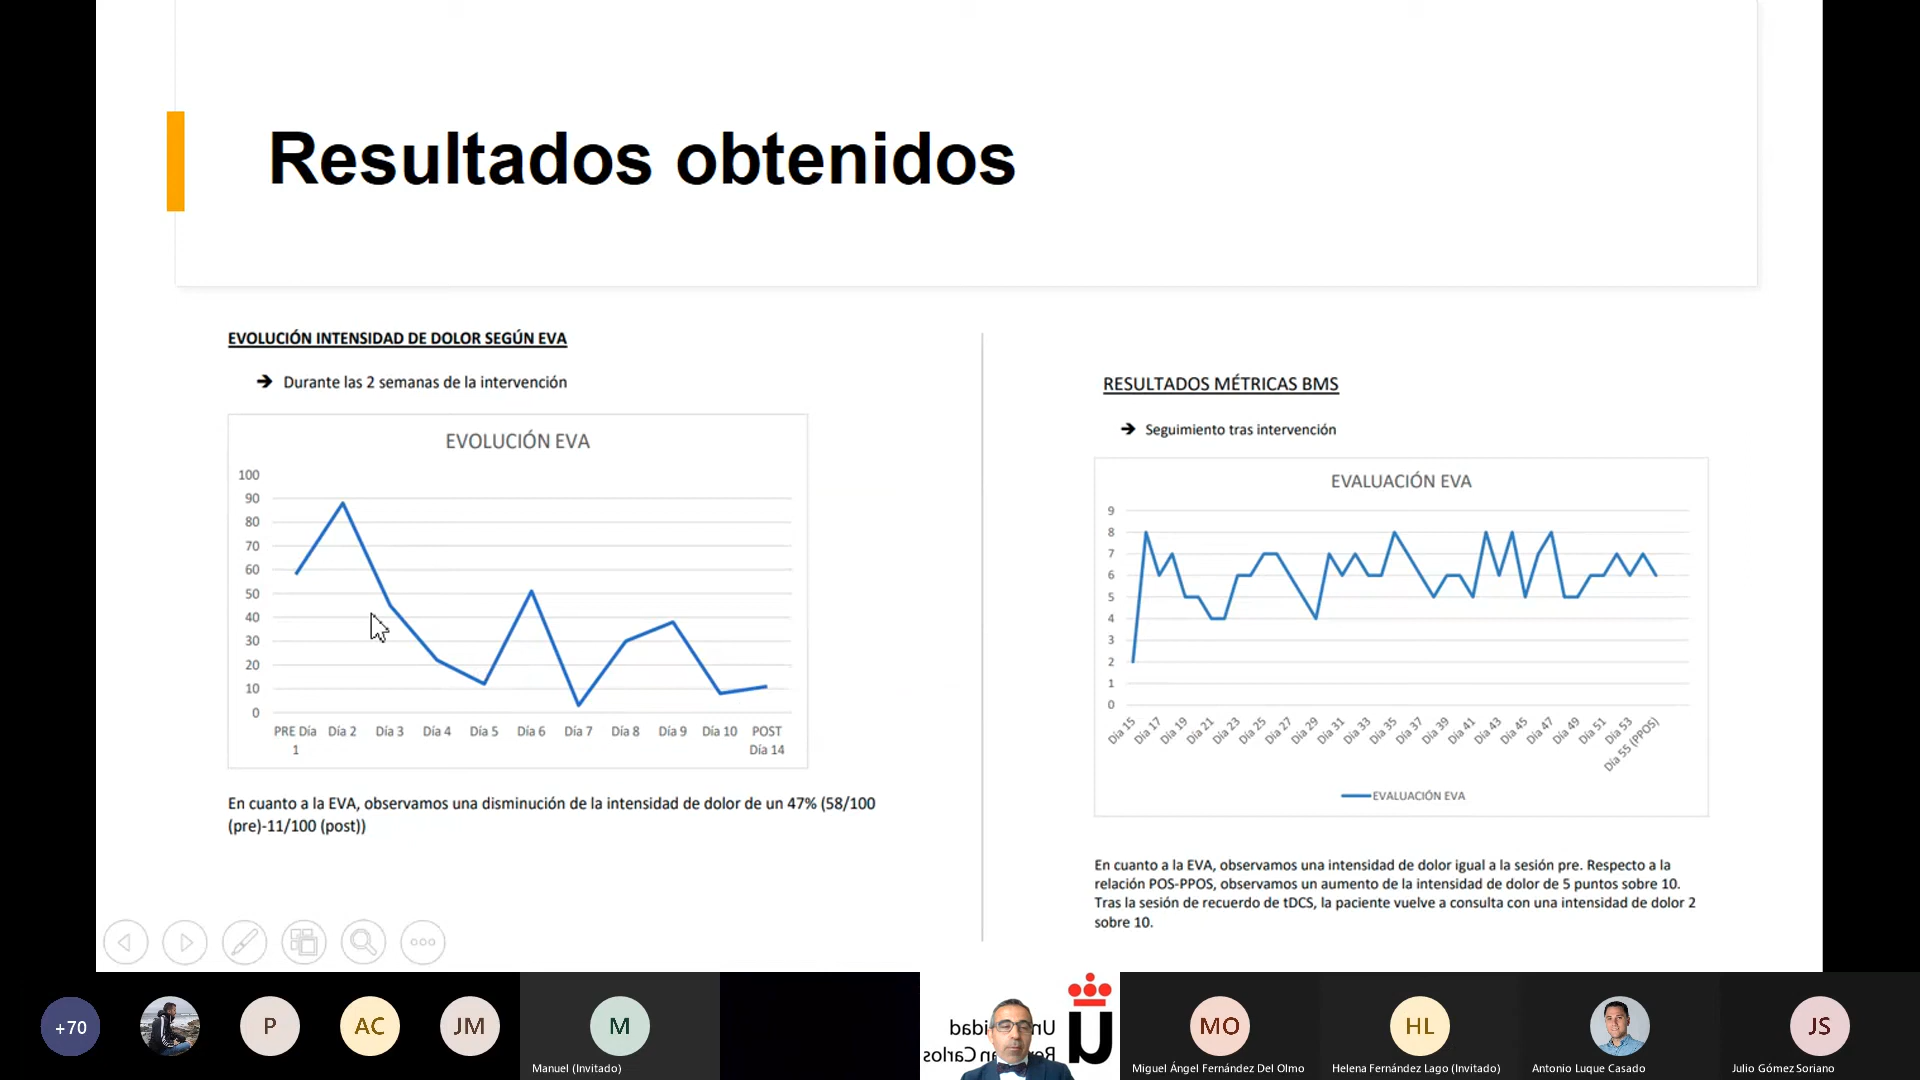 Resultados obtenidos
EVOLUCIÓN INTENSIDAD DE DOLOR SEGÚN EVA
➔ Durante las 2 semanas de la intervención
EVOLUCIÓN EVA
100
90
80
70
60
50
40
30
20
10
0
PRE Día 1
Día 2
Día 3
Día 4
Día 5
Día 6
Día 7
Día 8
Día 9
Día 10
POST Día 14
En cuanto a la EVA, observamos una disminución de la intensidad de dolor de un 47% (58/100
(pre)-11/100 (post))
RESULTADOS MÉTRICAS BMS
➔ Seguimiento tras intervención
EVALUACIÓN EVA
9
8
7
6
5
4
3
2
1
0
Día 15
Día 17
Día 19
Día 21
Día 23
Día 25
Día 27
Día 29
Día 31
Día 33
Día 35
Día 37
Día 39
Día 41
Día 43
Día 45
Día 47
Día 49
Día 51
Día 53
Día 55 (PPOS)
EVALUACIÓN EVA
En cuanto a la EVA, observamos una intensidad de dolor igual a la sesión pre. Respecto a la
relación POS-PPOS, observamos un aumento de la intensidad de dolor de 5 puntos sobre 10.
Tras la sesión de recuerdo de tDCS, la paciente vuelve a consulta con una intensidad de dolor 2
sobre 10.
+70
P
AC
JM
M
Manuel (Invitado)
U
MO
Miguel Ángel Fernández Del Olmo
HL
Helena Fernández Lago (Invitado)
Antonio Luque Casado
JS
Julio Gómez Soriano